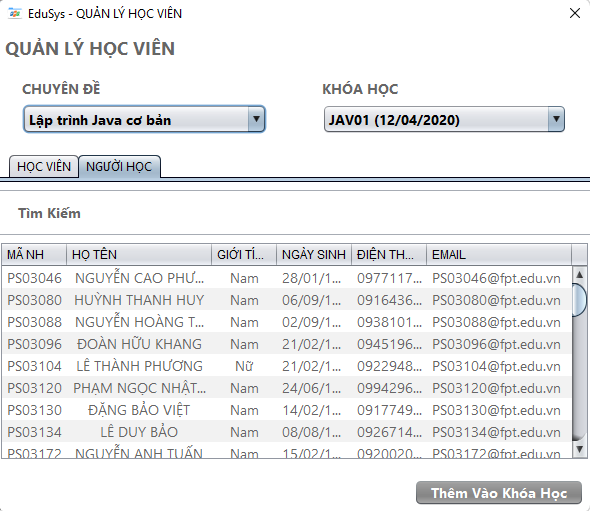 EduSys - QUẢN LÝ HỌC VIÊN
QUẢN LÝ HỌC VIÊN
CHUYÊN ĐỀ KHÓA HỌC
Lập trình Java cơ bản JAV01 (12/04/2020)
HỌC VIÊN NGƯỜI HỌC
Tìm Kiếm
MÃ NH HỌ TÊN GIỚI TÍ... NGÀY SINH ĐIỆN TH... EMAIL
PS03046 NGUYỄN CAO PHƯ... Nam 28/01/1... 0977117... PS03046@fpt.edu.vn
PS03080 HUỲNH THANH HUY Nam 06/09/1... 0916436... PS03080@fpt.edu.vn
PS03088 NGUYỄN HOÀNG T... Nam 02/09/1... 0938101... PS03088@fpt.edu.vn
PS03096 ĐOÀN HỮU KHANG Nam 21/02/1... 0945196... PS03096@fpt.edu.vn
PS03104 LÊ THÀNH PHƯƠNG Nữ 21/02/1... 0922948... PS03104@fpt.edu.vn
PS03120 PHẠM NGỌC NHẬT... Nam 24/06/1... 0994296... PS03120@fpt.edu.vn
PS03130 ĐẶNG BẢO VIỆT Nam 14/02/1... 0917749... PS03130@fpt.edu.vn
PS03134 LÊ DUY BẢO Nam 08/08/1... 0926714... PS03134@fpt.edu.vn
PS03172 NGUYỄN ANH TUẤN Nam 15/02/1... 0920020... PS03172@fpt.edu.vn
Thêm Vào Khóa Học